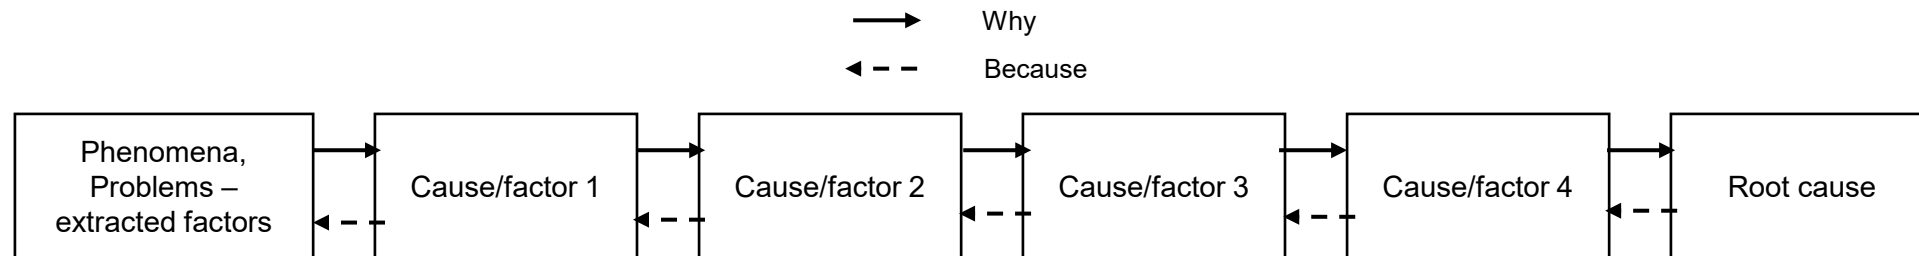 Why
Because
Phenomena,
Problems –
extracted factors
Cause/factor 1
Cause/factor 2
Cause/factor 3
Cause/factor 4
Root cause